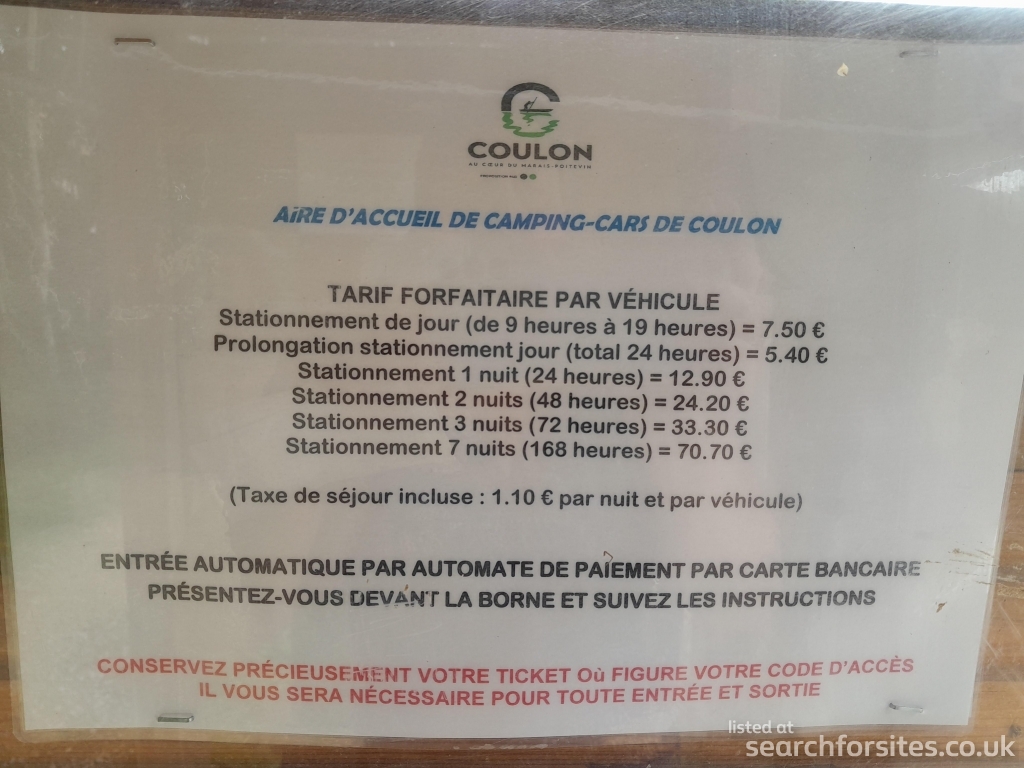 COULON
AU CŒUR DU MARAIS POITEVIN
AIRE D'ACCUEIL DE CAMPING-CARS DE COULON
TARIF FORFAITAIRE PAR VÉHICULE
Stationnement de jour (de 9 heures à 19 heures) = 7.50 €
Prolongation stationnement jour (total 24 heures) = 5.40 €
Stationnement 1 nuit (24 heures) = 12.90 €
Stationnement 2 nuits (48 heures) = 24.20 €
Stationnement 3 nuits (72 heures) = 33.30 €
Stationnement 7 nuits (168 heures) = 70.70 €
(Taxe de séjour incluse : 1.10 € par nuit et par véhicule)
ENTRÉE AUTOMATIQUE PAR AUTOMATE DE PAIEMENT PAR CARTE BANCAIRE
PRÉSENTEZ-VOUS DEVANT LA BORNE ET SUIVEZ LES INSTRUCTIONS
CONSERVEZ PRÉCIEUSEMENT VOTRE TICKET Où FIGURE VOTRE CODE D'ACCÈS
IL VOUS SERA NÉCESSAIRE POUR TOUTE ENTRÉE ET SORTIE
listed at
searchforsites.co.uk